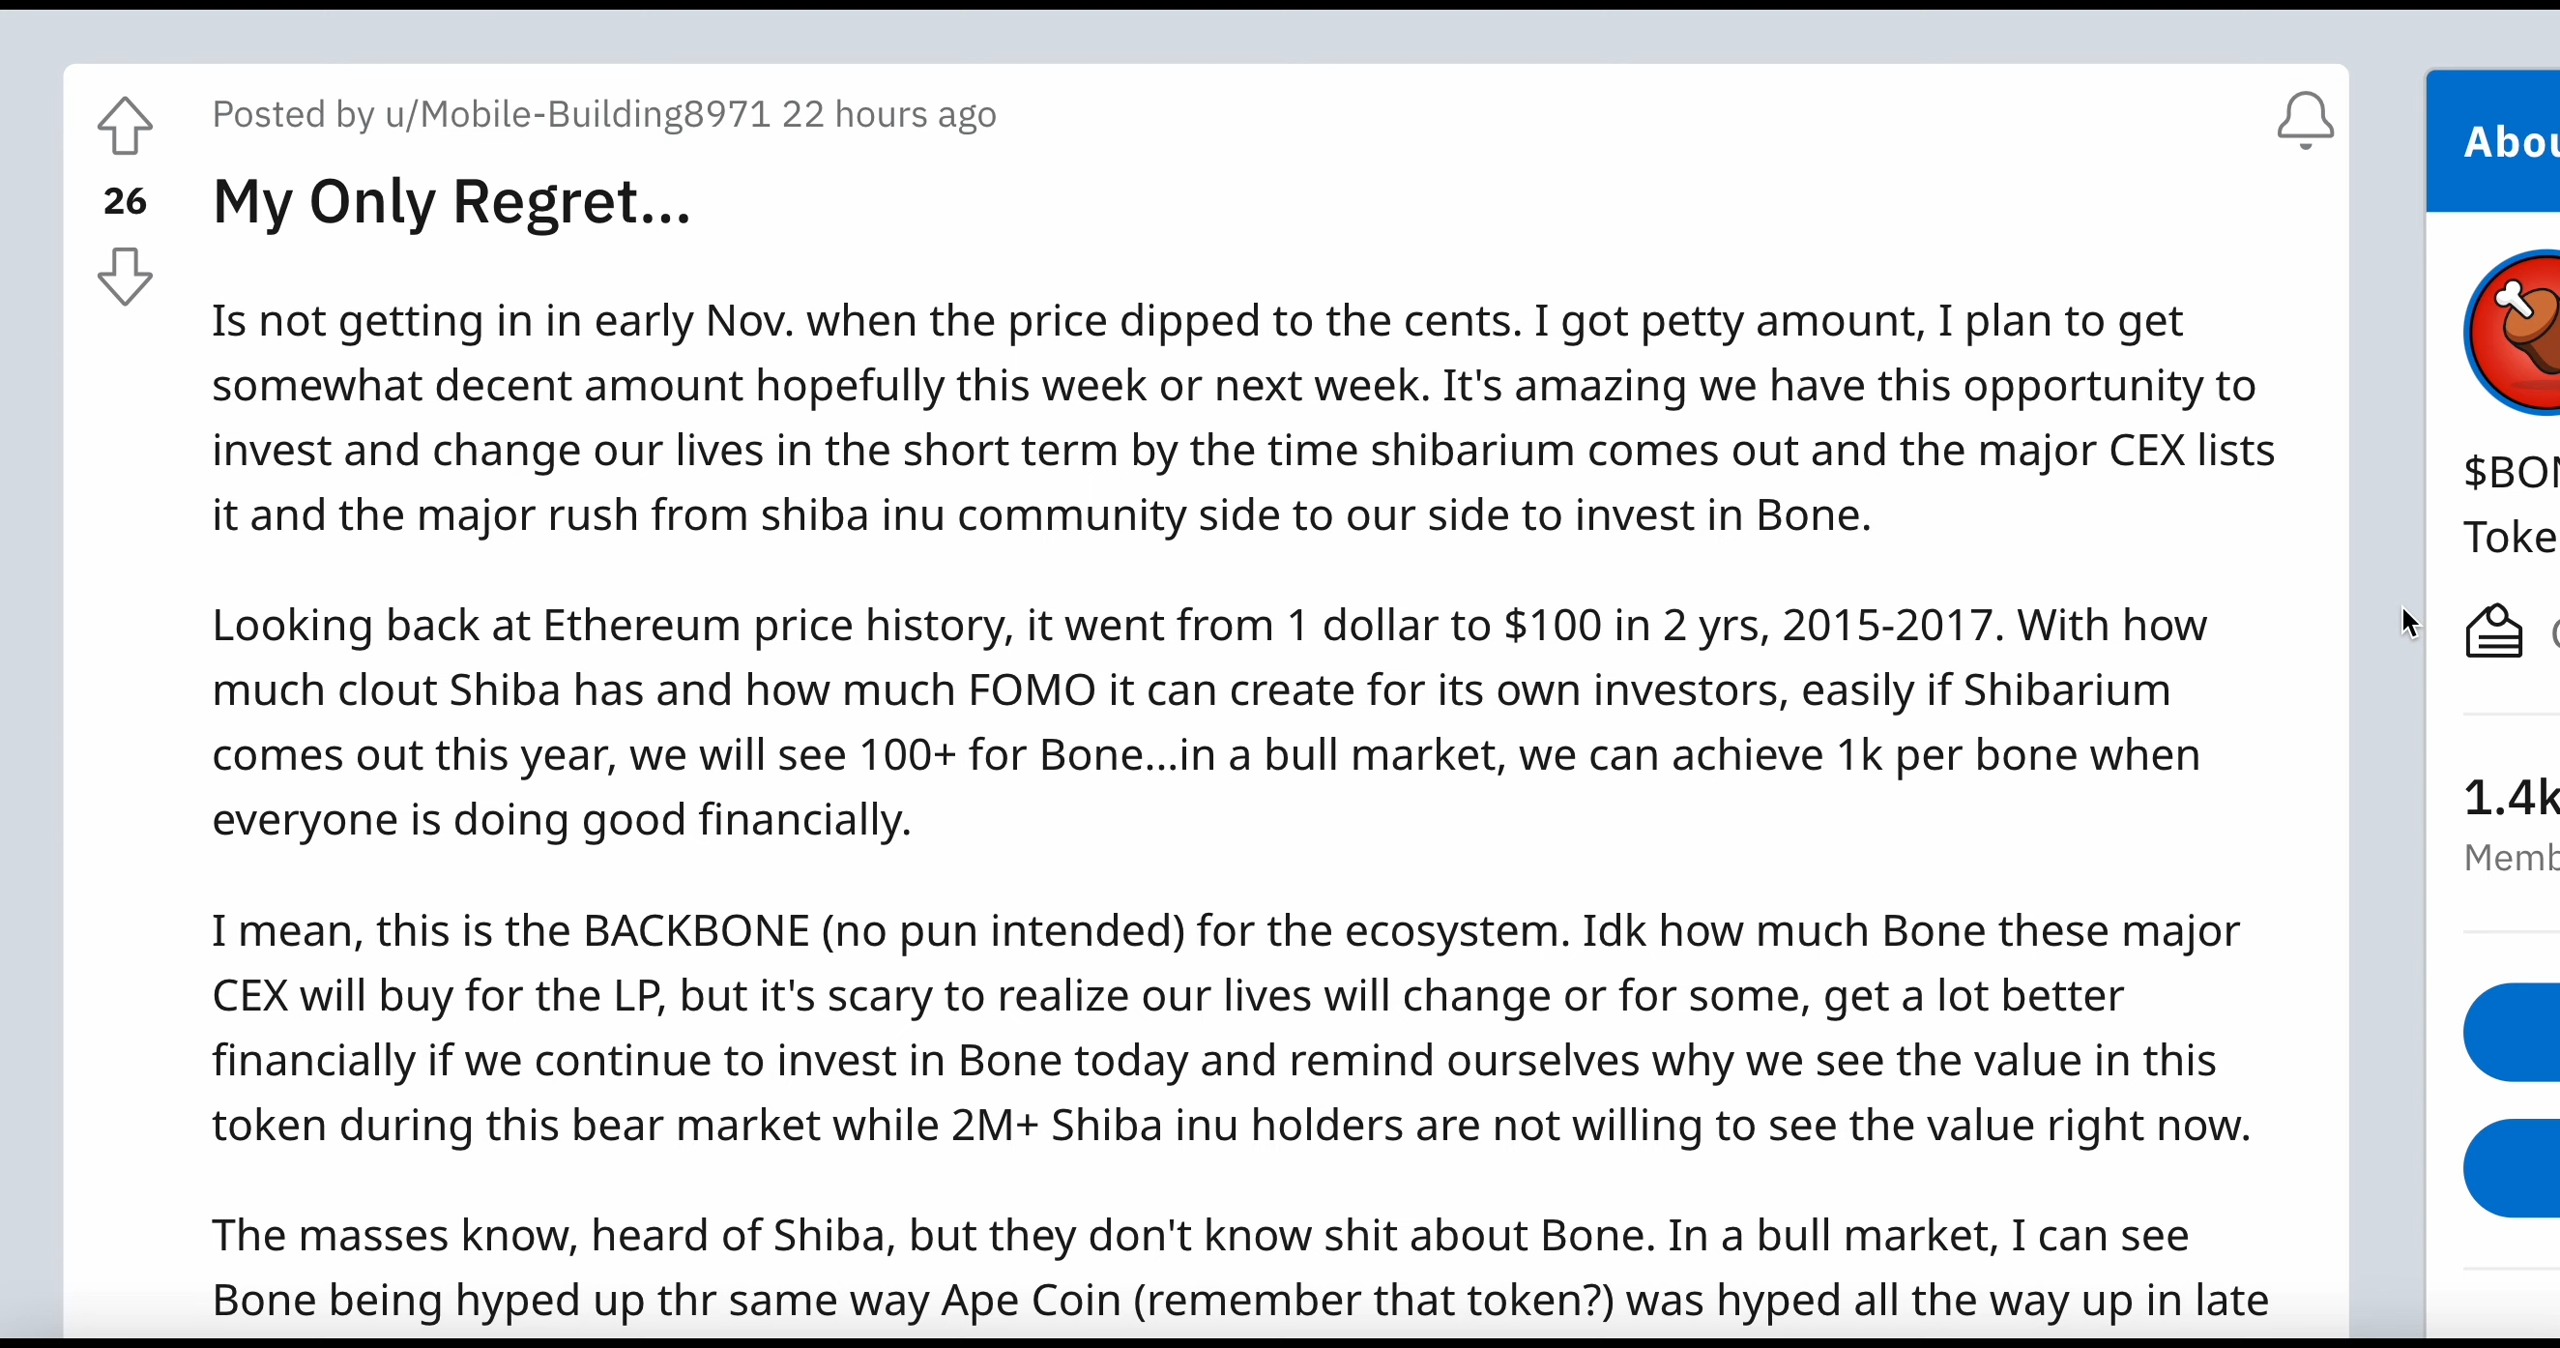 Posted by u/Mobile-Building8971 22 hours ago
26
My Only Regret...
Is not getting in in early Nov. when the price dipped to the cents. I got petty amount, I plan to get
somewhat decent amount hopefully this week or next week. It's amazing we have this opportunity to
invest and change our lives in the short term by the time shibarium comes out and the major CEX lists
it and the major rush from shiba inu community side to our side to invest in Bone.
Looking back at Ethereum price history, it went from 1 dollar to $100 in 2 yrs, 2015-2017. With how
much clout Shiba has and how much FOMO it can create for its own investors, easily if Shibarium
comes out this year, we will see 100+ for Bone...in a bull market, we can achieve 1k per bone when
everyone is doing good financially.
I mean, this is the BACKBONE (no pun intended) for the ecosystem. Idk how much Bone these major
CEX will buy for the LP, but it's scary to realize our lives will change or for some, get a lot better
financially if we continue to invest in Bone today and remind ourselves why we see the value in this
token during this bear market while 2M+ Shiba inu holders are not willing to see the value right now.
The masses know, heard of Shiba, but they don't know shit about Bone. In a bull market, I can see
Bone being hyped up thr same way Ape Coin (remember that token?) was hyped all the way up in late
Abou
$BON
Toke
1.4k
Memb